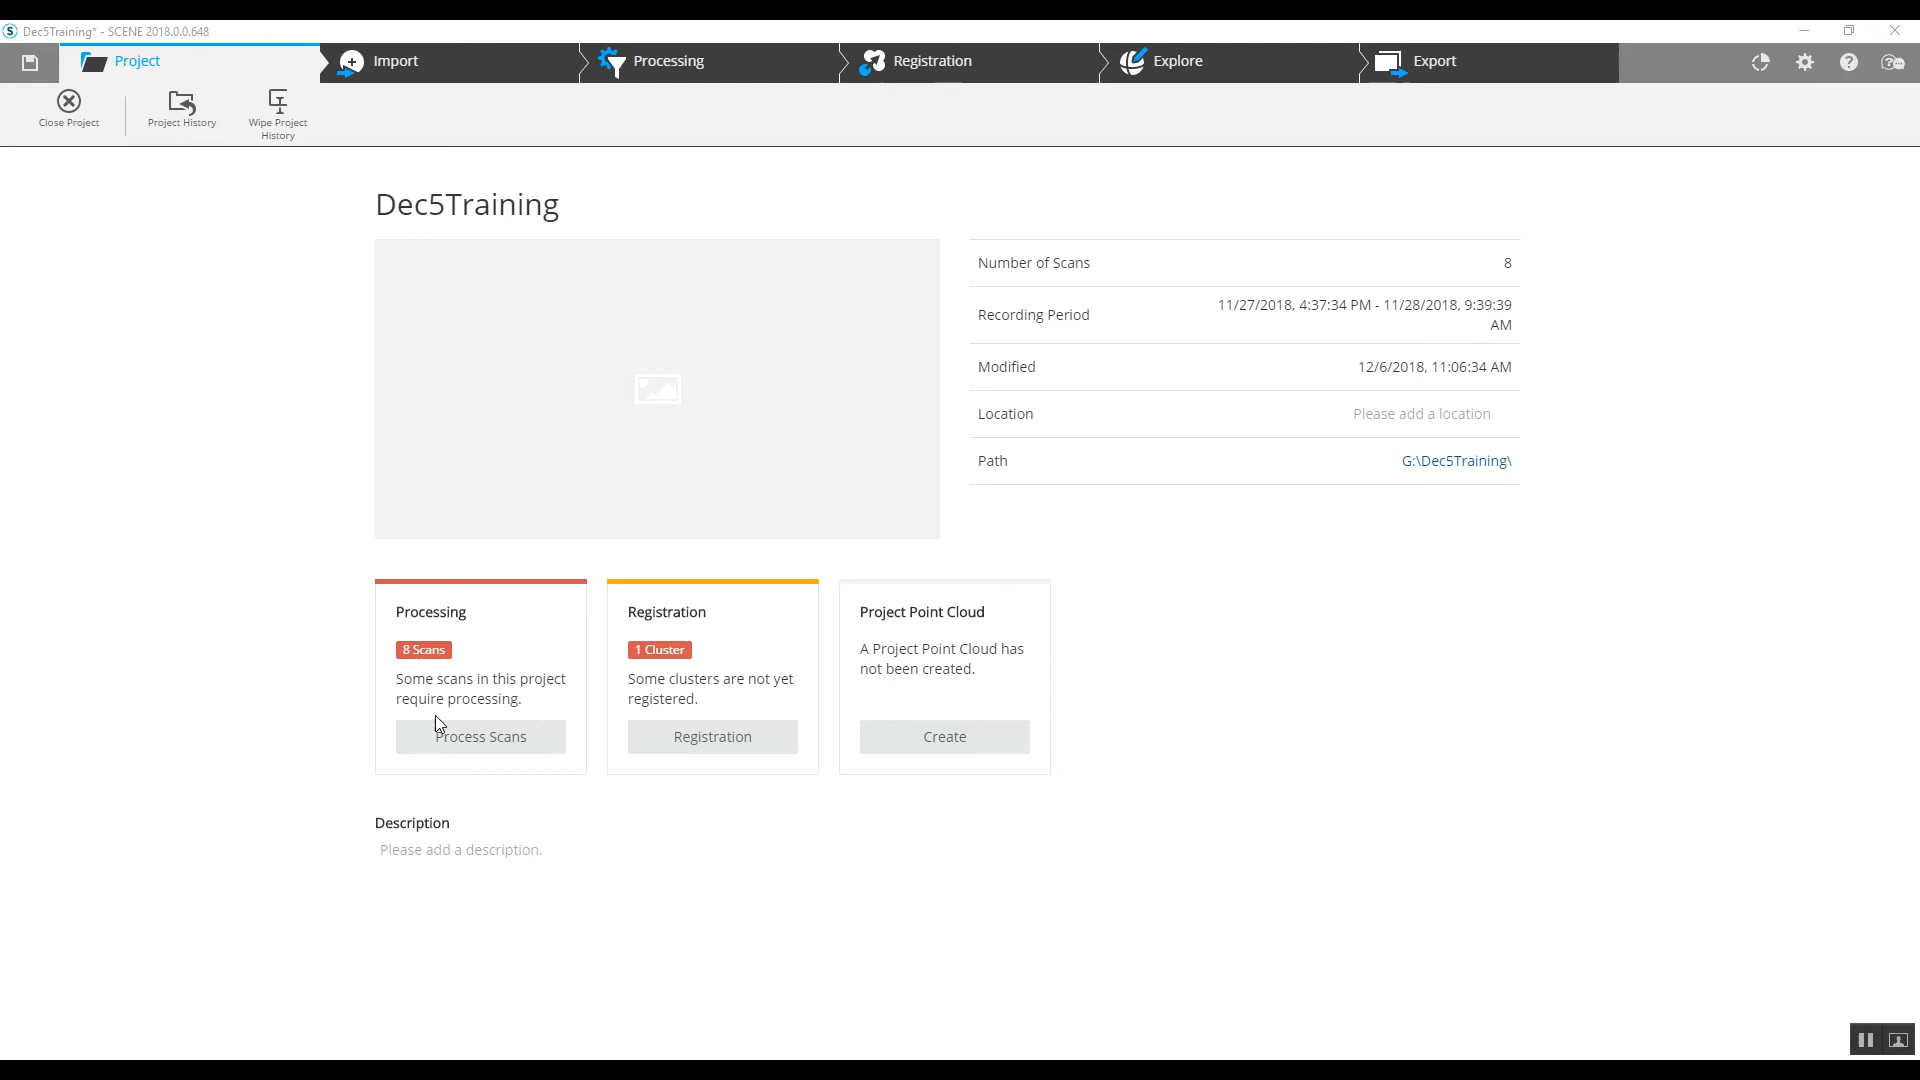 Dec5Training* - SCENE 2018.0.0.648
Project
Import
Processing
Registration
Explore
Export
Close Project
Project History
Wipe Project
History
Dec5Training
Number of Scans 8
Recording Period 11/27/2018, 4:37:34 PM - 11/28/2018, 9:39:39
AM
Modified 12/6/2018, 11:06:34 AM
Location Please add a location
Path G:\Dec5Training\
Processing
8 Scans
Some scans in this project
require processing.
Process Scans
Registration
1 Cluster
Some clusters are not yet
registered.
Registration
Project Point Cloud
A Project Point Cloud has
not been created.
Create
Description
Please add a description.